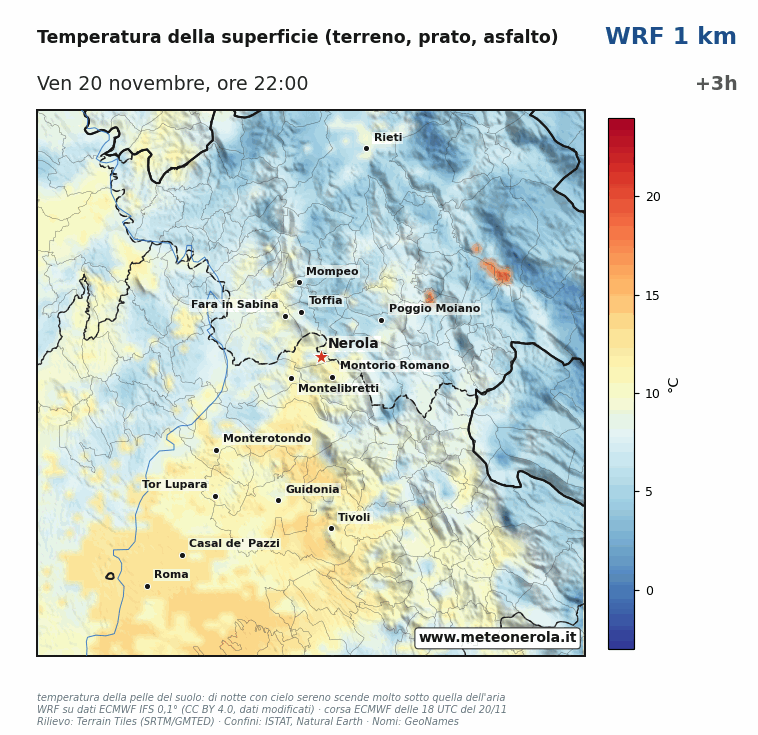 Temperatura della superficie (terreno, prato, asfalto)
WRF 1 km
Ven 20 novembre, ore 22:00
+3h
Rieti
Mompeo
Fara in Sabina
Toffia
Poggio Moiano
Nerola
Montorio Romano
Montelibretti
Monterotondo
Tor Lupara
Guidonia
Tivoli
Casal de' Pazzi
Roma
www.meteonerola.it
20
15
10
5
0
°C
temperatura della pelle del suolo: di notte con cielo sereno scende molto sotto quella dell'aria
WRF su dati ECMWF IFS 0,1° (CC BY 4.0, dati modificati) · corsa ECMWF delle 18 UTC del 20/11
Rilievo: Terrain Tiles (SRTM/GMTED) · Confini: ISTAT, Natural Earth · Nomi: GeoNames